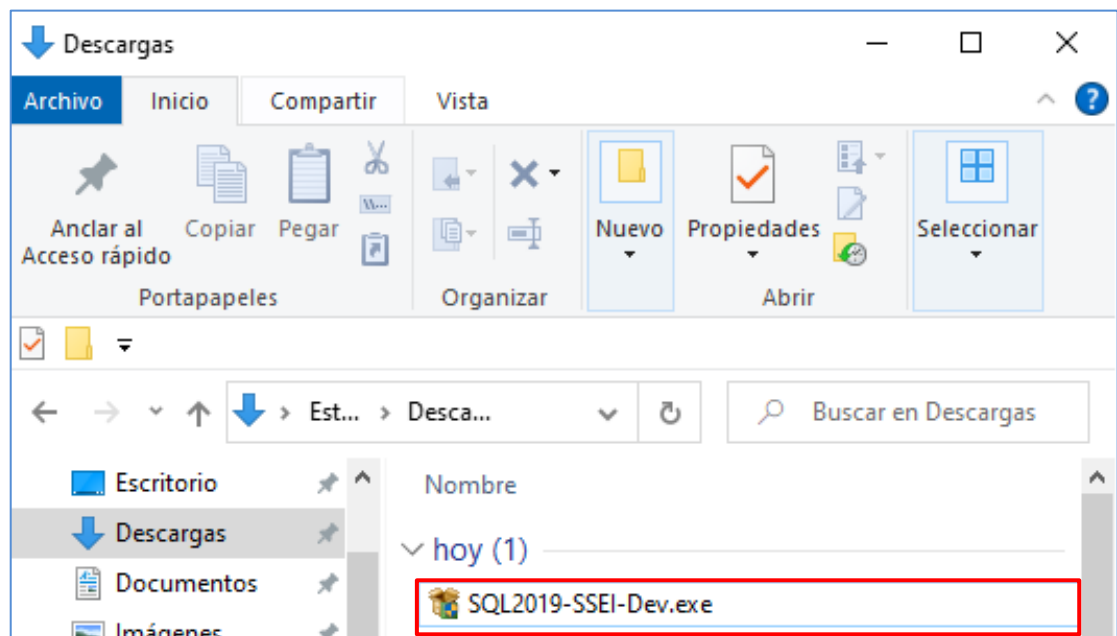 Descargas
Archivo Inicio Compartir Vista
Anclar al
Acceso rápido
Copiar Pegar
Nuevo Propiedades Seleccionar
Portapapeles Organizar Abrir
Est... Desca... Buscar en Descargas
Escritorio
Descargas
Documentos
Imágenes
Nombre
hoy (1)
SQL2019-SSEI-Dev.exe